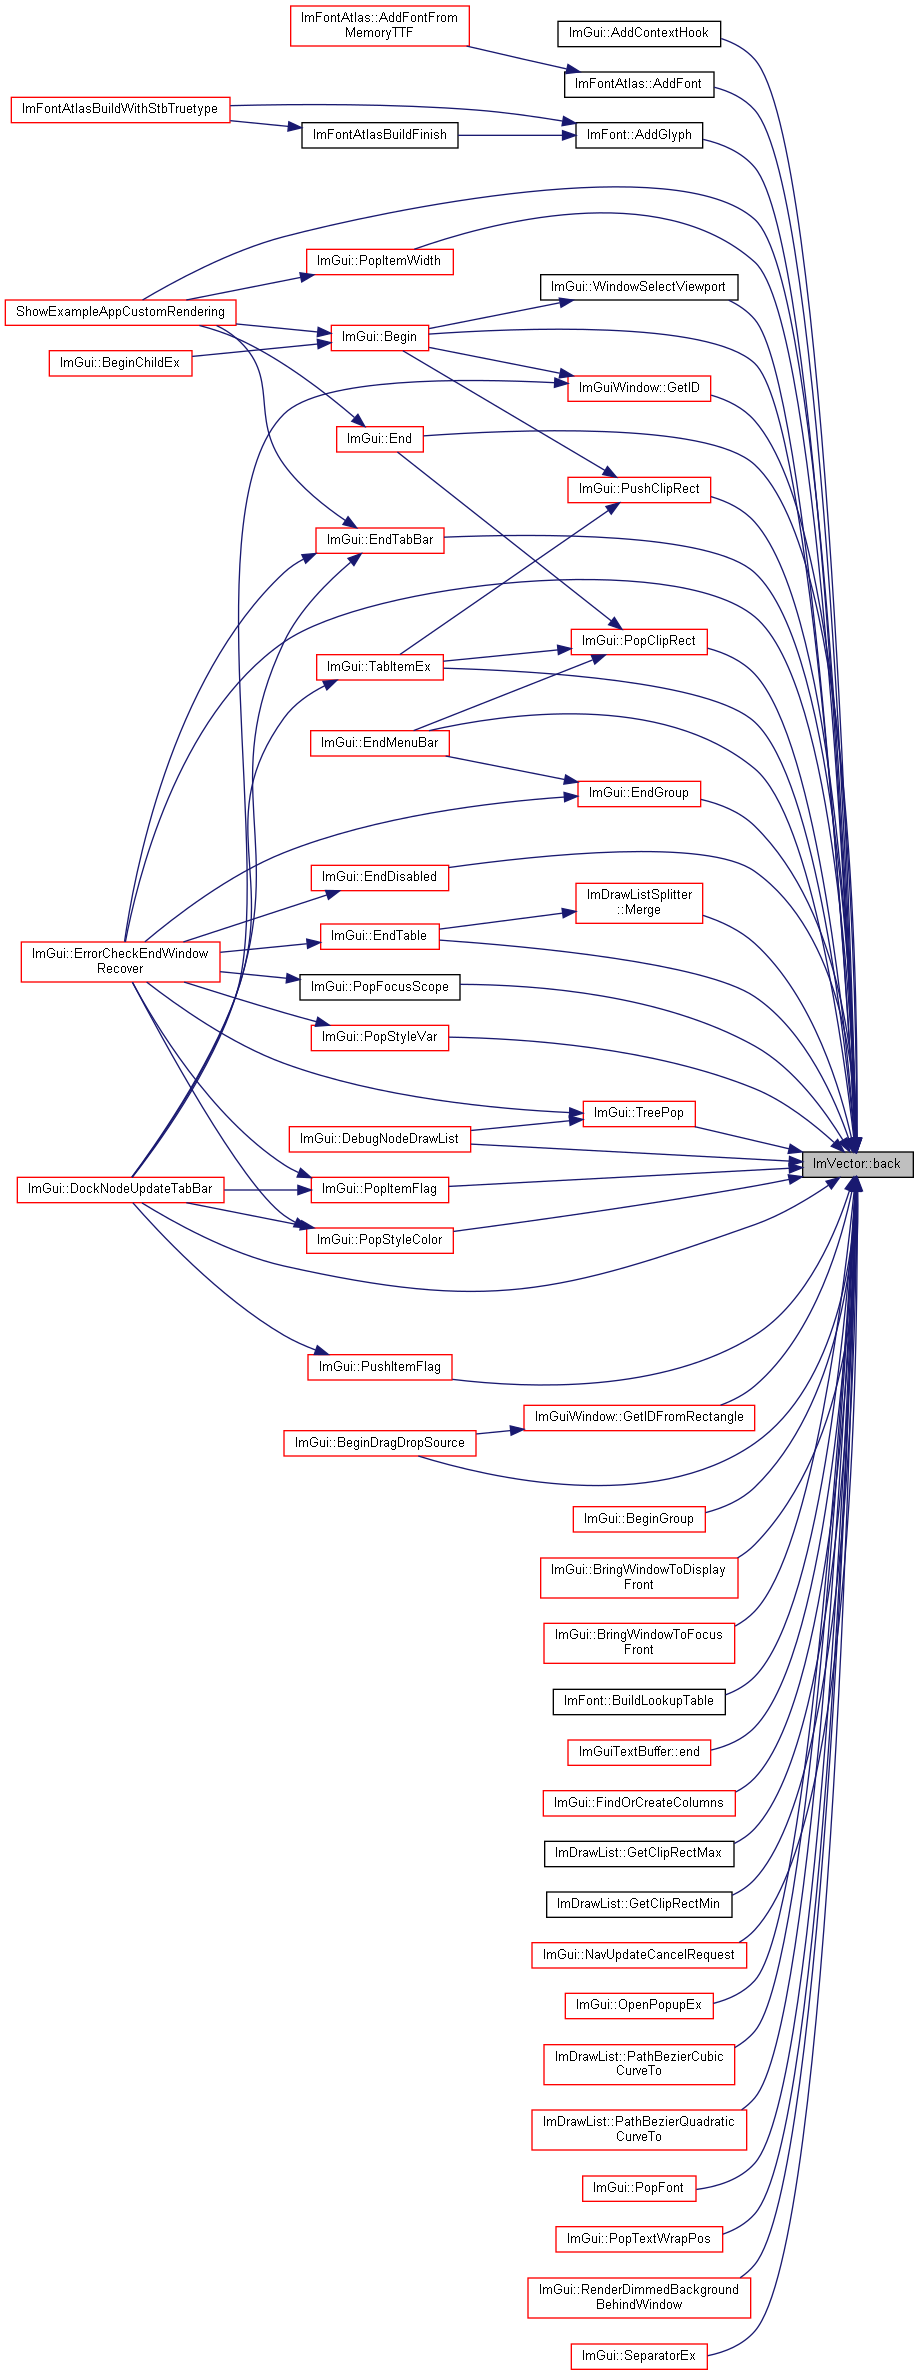 ImFontAtlas::AddFontFrom
MemoryTTF
ImGui::AddContextHook
ImFontAtlas::AddFont
ImFontAtlasBuildWithStbTruetype
ImFontAtlasBuildFinish
ImFont::AddGlyph
ImGui::PopItemWidth
ImGui::WindowSelectViewport
ShowExampleAppCustomRendering
ImGui::Begin
ImGui::BeginChildEx
ImGuiWindow::GetID
ImGui::End
ImGui::PushClipRect
ImGui::EndTabBar
ImGui::PopClipRect
ImGui::TabItemEx
ImGui::EndMenuBar
ImGui::EndGroup
ImGui::EndDisabled
ImDrawListSplitter
::Merge
ImGui::EndTable
ImGui::ErrorCheckEndWindow
Recover
ImGui::PopFocusScope
ImGui::PopStyleVar
ImGui::TreePop
ImGui::DebugNodeDrawList
ImVector::back
ImGui::DockNodeUpdateTabBar
ImGui::PopItemFlag
ImGui::PopStyleColor
ImGui::PushItemFlag
ImGuiWindow::GetIDFromRectangle
ImGui::BeginDragDropSource
ImGui::BeginGroup
ImGui::BringWindowToDisplay
Front
ImGui::BringWindowToFocus
Front
ImFont::BuildLookupTable
ImGuiTextBuffer::end
ImGui::FindOrCreateColumns
ImDrawList::GetClipRectMax
ImDrawList::GetClipRectMin
ImGui::NavUpdateCancelRequest
ImGui::OpenPopupEx
ImDrawList::PathBezierCubic
CurveTo
ImDrawList::PathBezierQuadratic
CurveTo
ImGui::PopFont
ImGui::PopTextWrapPos
ImGui::RenderDimmedBackground
BehindWindow
ImGui::SeparatorEx